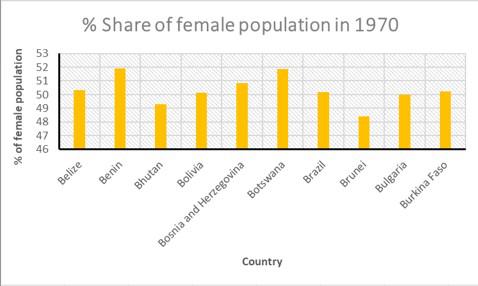 % Share of female population in 1970
% of female population
53
52
51
50
49
48
47
46
Belize
Benin
Bhutan
Bolivia
Bosnia and Herzegovina
Botswana
Brazil
Brunei
Bulgaria
Burkina Faso
Country